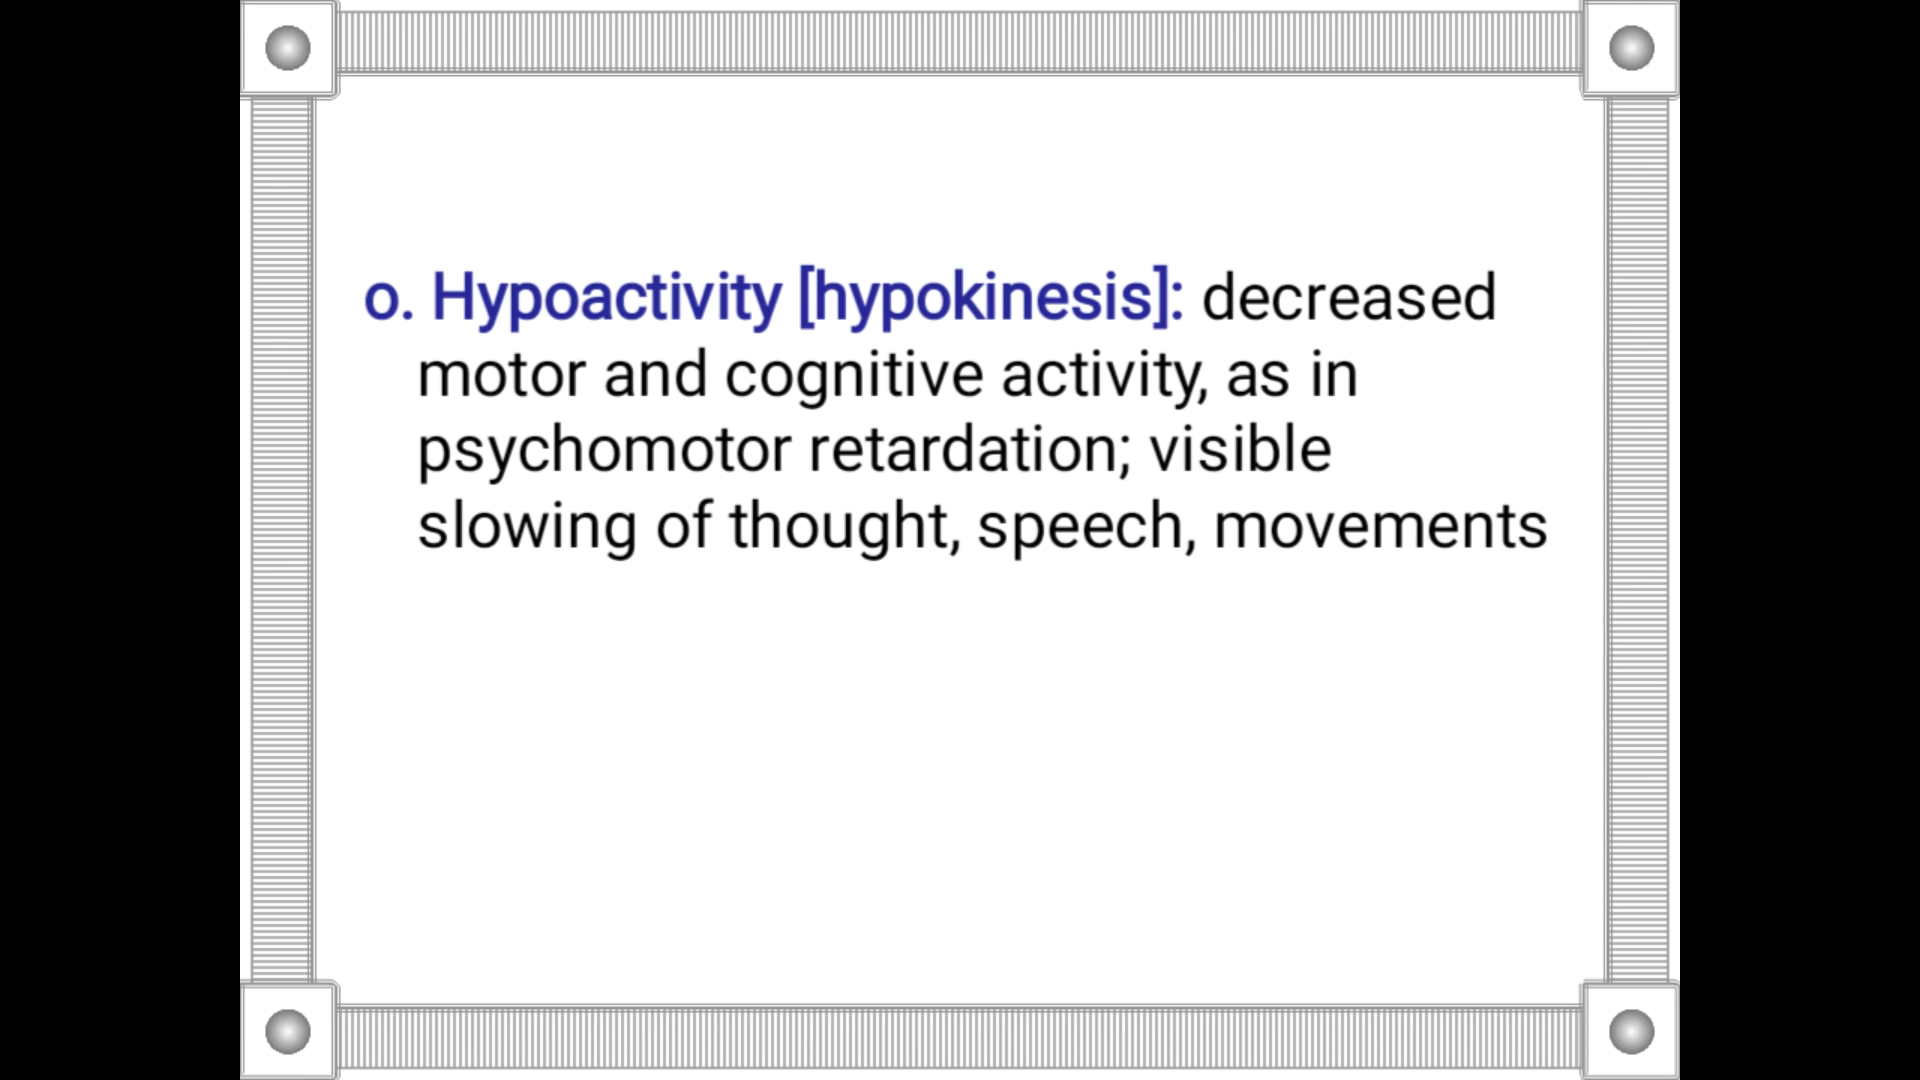 o. Hypoactivity [hypokinesis]: decreased
motor and cognitive activity, as in
psychomotor retardation; visible
slowing of thought, speech, movements